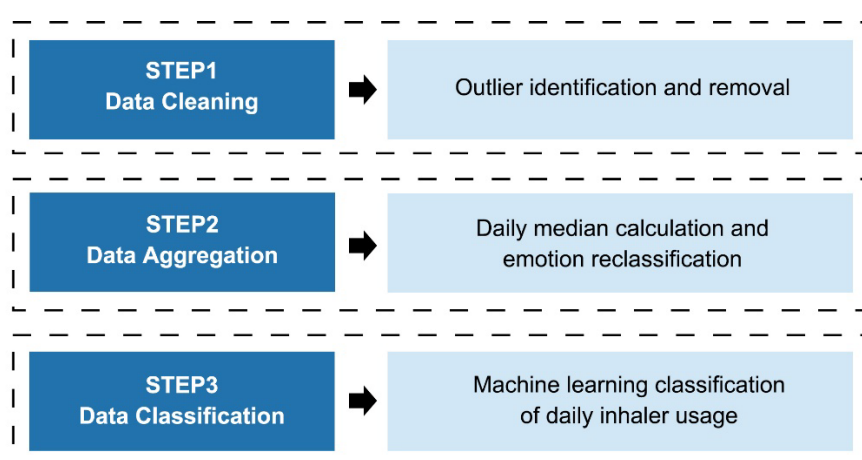 STEP1
Data Cleaning
Outlier identification and removal
STEP2
Data Aggregation
Daily median calculation and
emotion reclassification
STEP3
Data Classification
Machine learning classification
of daily inhaler usage